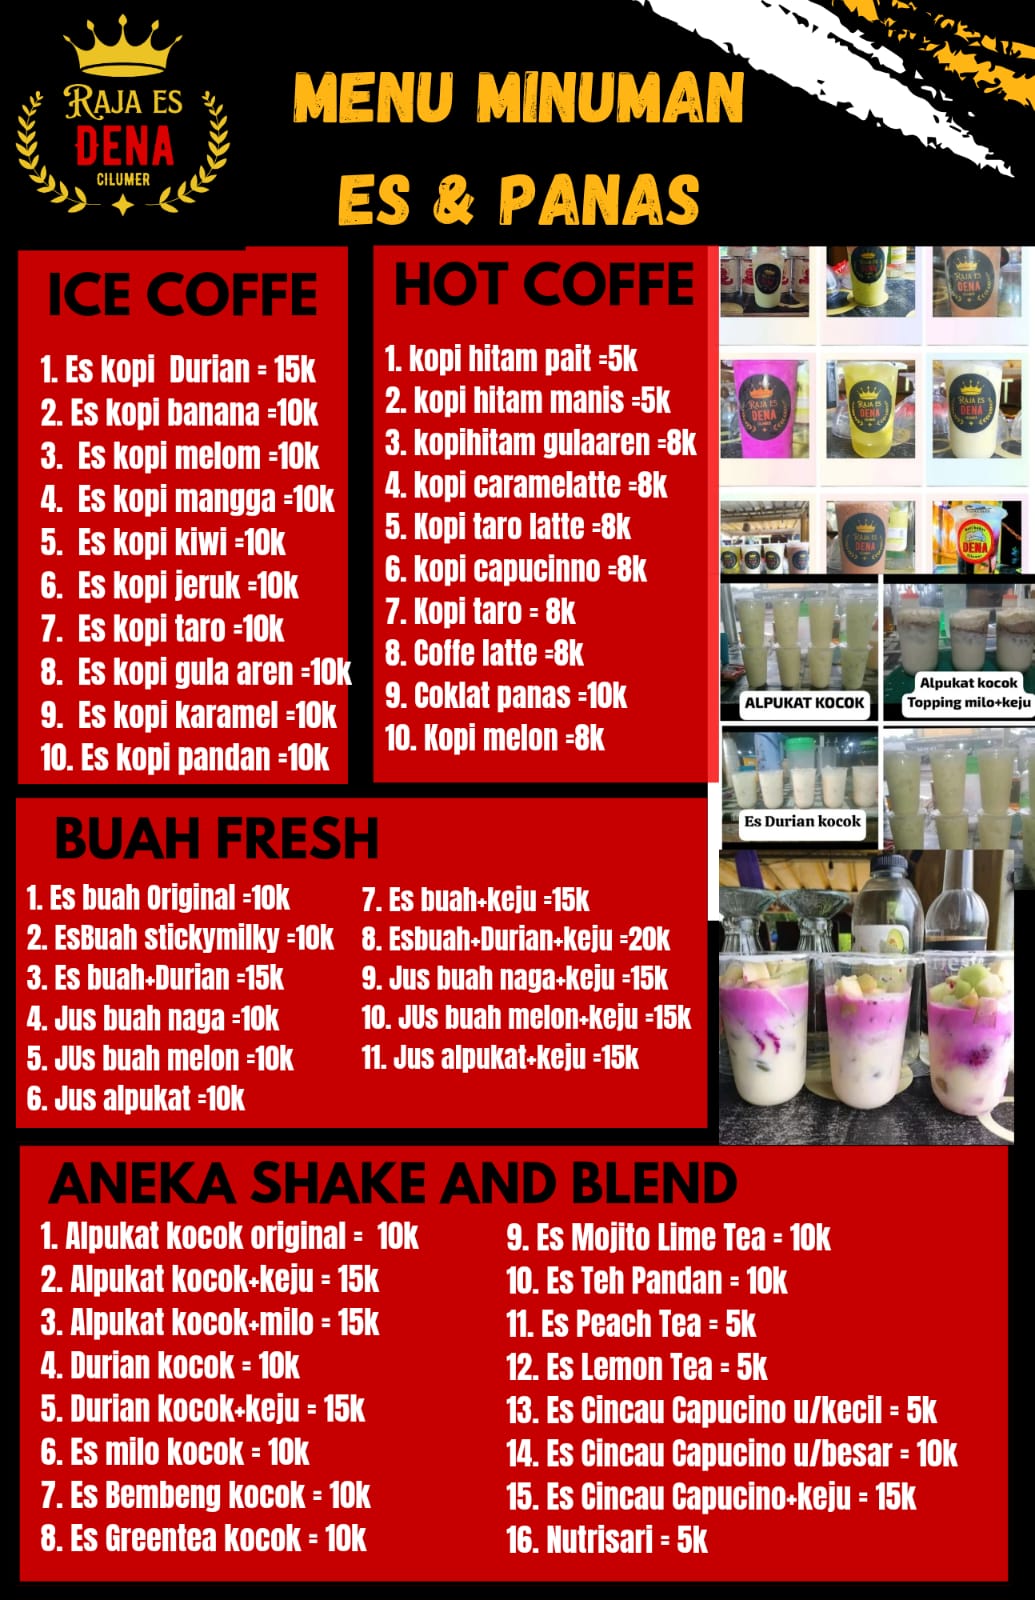 RAJA ES
DENA
CILUMER
MENU MINUMAN
ES & PANAS
ICE COFFE
1. Es kopi Durian = 15k
2. Es kopi banana =10k
3. Es kopi melom =10k
4. Es kopi mangga =10k
5. Es kopi kiwi =10k
6. Es kopi jeruk =10k
7. Es kopi taro =10k
8. Es kopi gula aren =10k
9. Es kopi karamel =10k
10. Es kopi pandan =10k
HOT COFFE
1. kopi hitam pait =5k
2. kopi hitam manis =5k
3. kopihitam gulaaren =8k
4. kopi caramelatte =8k
5. Kopi taro latte =8k
6. kopi capucinno =8k
7. Kopi taro = 8k
8. Coffe latte =8k
9. Coklat panas =10k
10. Kopi melon =8k
RAJA ES
DENA
RAJA ES
DENA
RAJA ES
DENA
RAJA ES
DENA
DENA
ALPUKAT KOCOK
Alpukat kocok
Topping milo+keju
Es Durian kocok
BUAH FRESH
1. Es buah Original =10k
2. EsBuah stickymilky =10k
3. Es buah+Durian =15k
4. Jus buah naga =10k
5. JUs buah melon =10k
6. Jus alpukat =10k
7. Es buah+keju =15k
8. Esbuah+Durian+keju =20k
9. Jus buah naga+keju =15k
10. JUs buah melon+keju =15k
11. Jus alpukat+keju =15k
ANEKA SHAKE AND BLEND
1. Alpukat kocok original = 10k
2. Alpukat kocok+keju = 15k
3. Alpukat kocok+milo = 15k
4. Durian kocok = 10k
5. Durian kocok+keju = 15k
6. Es milo kocok = 10k
7. Es Bembeng kocok = 10k
8. Es Greentea kocok = 10k
9. Es Mojito Lime Tea = 10k
10. Es Teh Pandan = 10k
11. Es Peach Tea = 5k
12. Es Lemon Tea = 5k
13. Es Cincau Capucino u/kecil = 5k
14. Es Cincau Capucino u/besar = 10k
15. Es Cincau Capucino+keju = 15k
16. Nutrisari = 5k